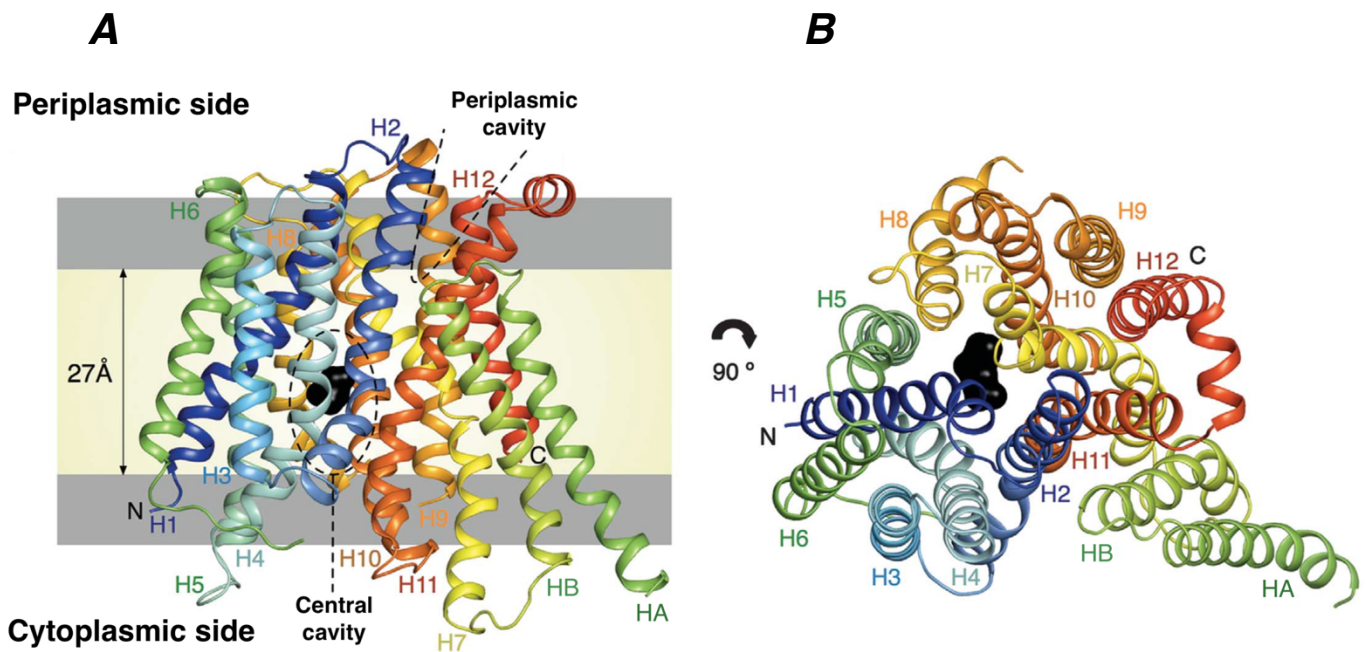 A
B
Periplasmic side
Periplasmic
cavity
H2
H12
H6
H8
27Å
C
H3
N
H1
H9
H4
H10
H11
H5
HB
HA
H7
Central
cavity
Cytoplasmic side
90 º
H8
H9
H7
H12
C
H5
H10
H1
N
H11
H2
H6
HB
H3
H4
HA